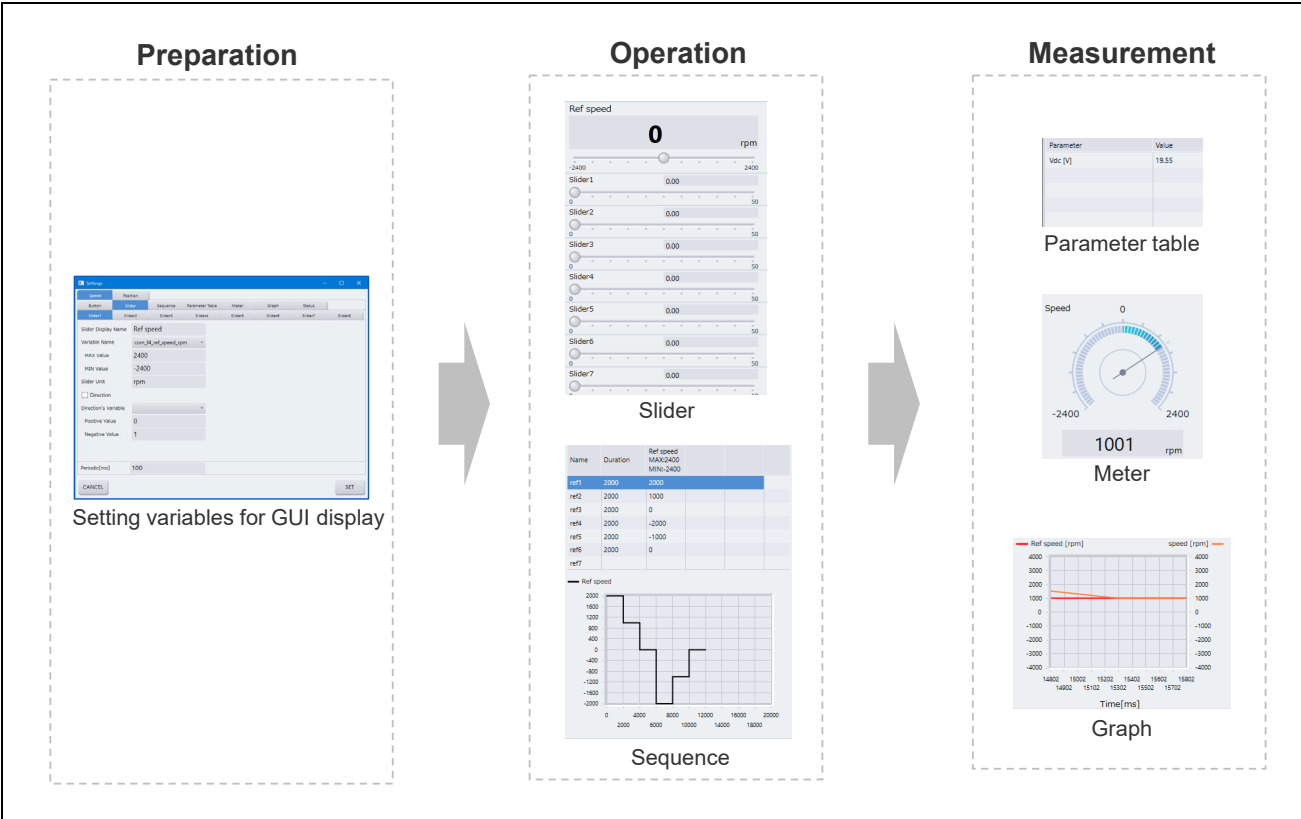 Preparation
Operation
Measurement
Settings
Speed Position
Button Slider Sequence Parameter Table Meter Graph Status
Slider1 Slider2 Slider3 Slider4 Slider5 Slider6 Slider7 Slider8
Slider Display Name Ref speed
Variable Name com_f4_ref_speed_rpm
MAX Value 2400
MIN Value -2400
Slider Unit rpm
Direction
Direction's Variable
Positive Value 0
Negative Value 1
Periodic[ms] 100
CANCEL SET
Setting variables for GUI display
Ref speed
0
rpm
-2400 2400
Slider1 0.00
0 50
Slider2 0.00
0 50
Slider3 0.00
0 50
Slider4 0.00
0 50
Slider5 0.00
0 50
Slider6 0.00
0 50
Slider7 0.00
Slider
Name Duration Ref speed
MAX:2400
MIN:-2400
ref1 2000 2000
ref2 2000 1000
ref3 2000 0
ref4 2000 -2000
ref5 2000 -1000
ref6 2000 0
ref7
Ref speed
2000
1600
1200
800
400
0
-400
-800
-1200
-1600
-2000
0 4000 8000 12000 16000 20000
2000 6000 10000 14000 18000
Sequence
Parameter Value
Vdc [V] 19.55
Parameter table
Speed 0
-2400 2400
1001 rpm
Meter
Ref speed [rpm] speed [rpm]
4000 4000
3000 3000
2000 2000
1000 1000
0 0
-1000 -1000
-2000 -2000
-3000 -3000
-4000 -4000
14802 15002 15202 15402 15602 15802
14902 15102 15302 15502 15702
Time[ms]
Graph